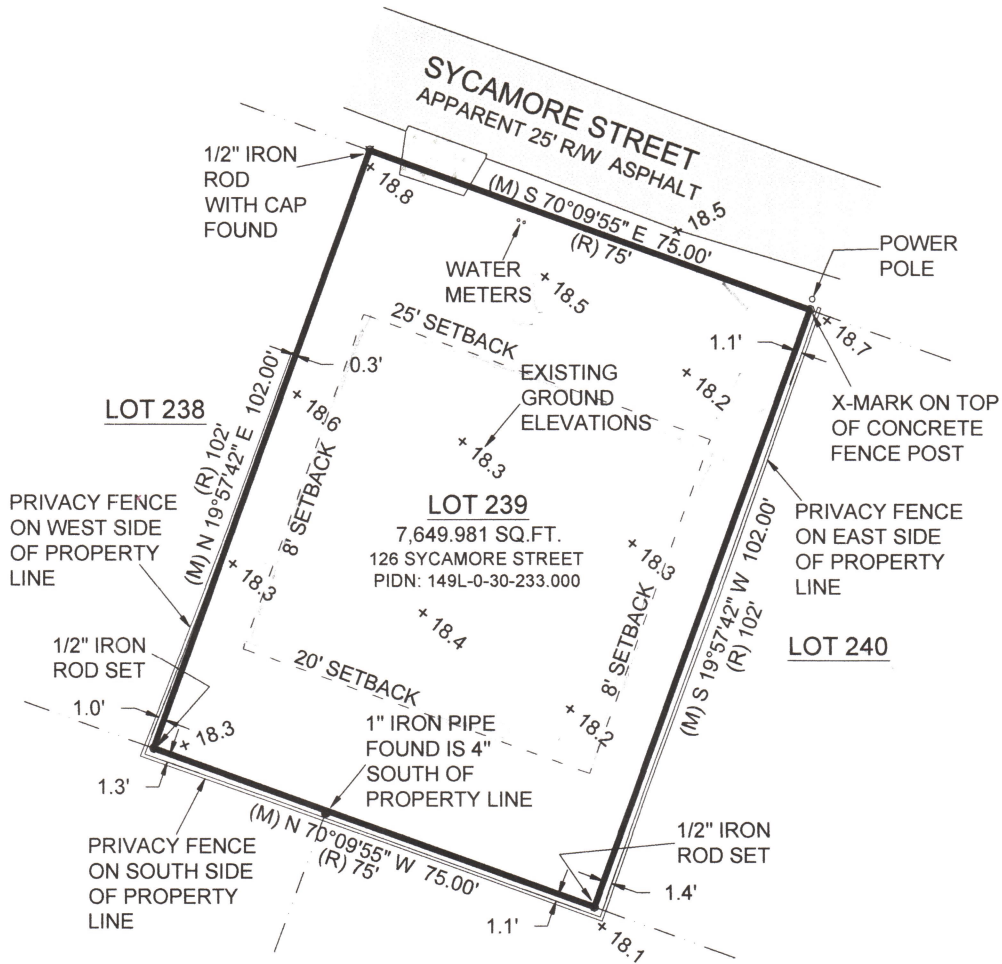 SYCAMORE STREET
APPARENT 25' R/W ASPHALT
1/2" IRON
ROD
WITH CAP
FOUND
18.8
(M) S 70°09'55" E 75.00'
(R) 75'
18.5
POWER
POLE
WATER
METERS
18.5
25' SETBACK
18.7
1.1'
0.3'
EXISTING
GROUND
ELEVATIONS
18.2
X-MARK ON TOP
OF CONCRETE
FENCE POST
LOT 238
18.6
(M) N 19°57'42" E 102.00'
(R) 102'
18.3
8' SETBACK
LOT 239
7,649.981 SQ.FT.
126 SYCAMORE STREET
PIDN: 149L-0-30-233.000
PRIVACY FENCE
ON WEST SIDE
OF PROPERTY
LINE
PRIVACY FENCE
ON EAST SIDE
OF PROPERTY
LINE
18.3
18.3
18.4
8' SETBACK
(M) S 19°57'42" W 102.00'
(R) 102'
LOT 240
1/2" IRON
ROD SET
20' SETBACK
1.0'
18.3
18.2
1" IRON PIPE
FOUND IS 4"
SOUTH OF
PROPERTY LINE
1.3'
(M) N 70°09'55" W 75.00'
(R) 75'
PRIVACY FENCE
ON SOUTH SIDE
OF PROPERTY
LINE
1/2" IRON
ROD SET
1.4'
1.1'
18.1